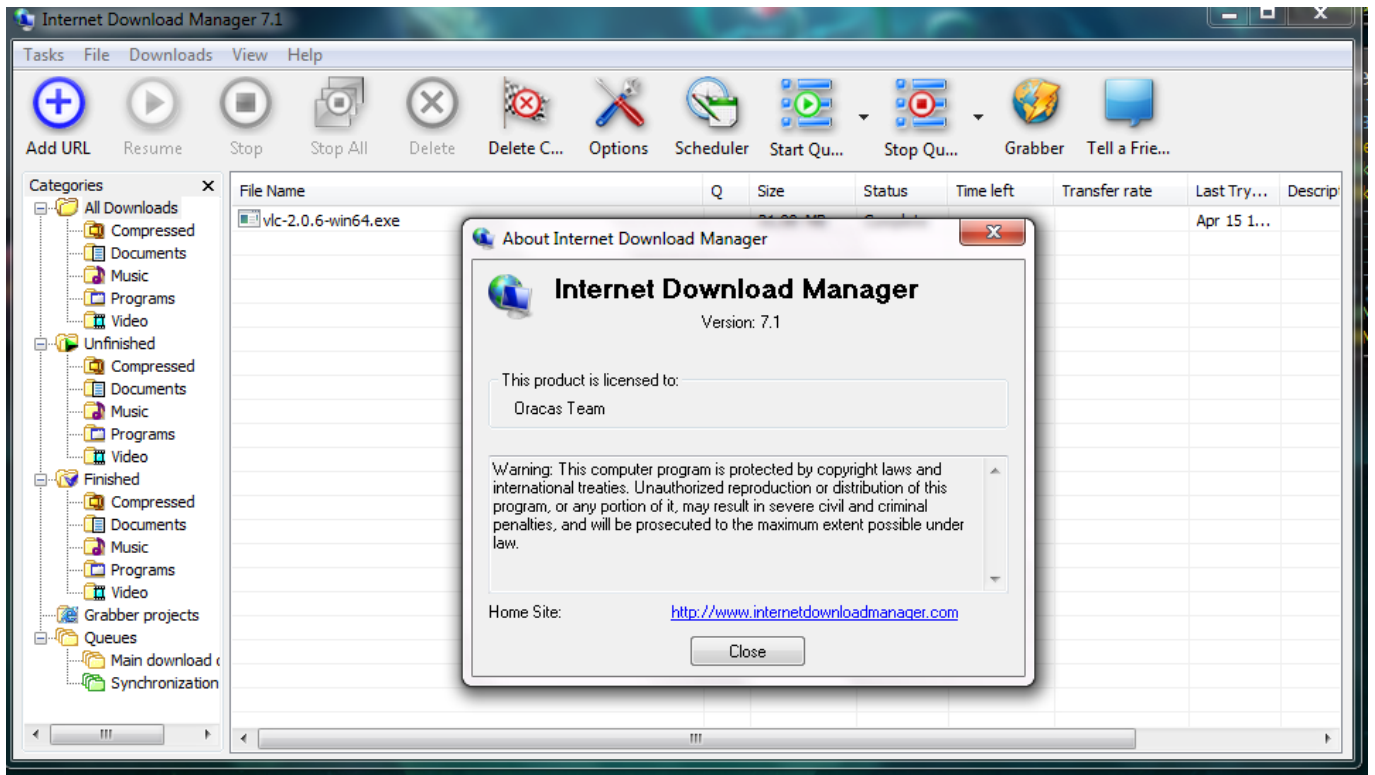 Internet Download Manager 7.1
Tasks File Downloads View Help
Add URL Resume Stop Stop All Delete Delete C... Options Scheduler Start Qu... Stop Qu... Grabber Tell a Frie...
Categories
All Downloads
Compressed
Documents
Music
Programs
Video
Unfinished
Compressed
Documents
Music
Programs
Video
Finished
Compressed
Documents
Music
Programs
Video
Grabber projects
Queues
Main download
Synchronization
File Name Q Size Status Time left Transfer rate Last Try... Descrip
vlc-2.0.6-win64.exe Apr 15 1...
About Internet Download Manager
Internet Download Manager
Version: 7.1
This product is licensed to:
Oracas Team
Warning: This computer program is protected by copyright laws and
international treaties. Unauthorized reproduction or distribution of this
program, or any portion of it, may result in severe civil and criminal
penalties, and will be prosecuted to the maximum extent possible under
law.
Home Site: http://www.internetdownloadmanager.com
Close